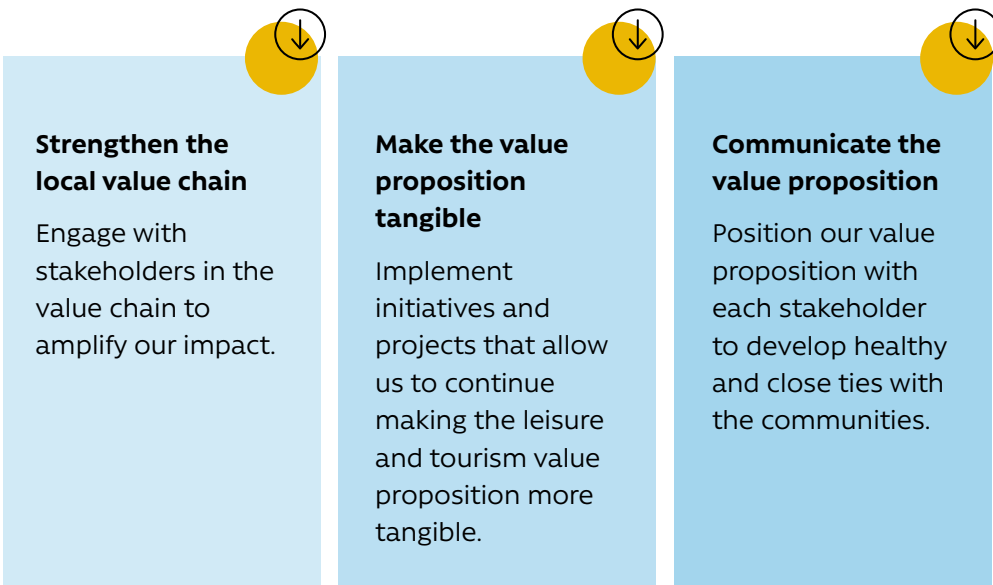 Strengthen the
local value chain
Engage with
stakeholders in the
value chain to
amplify our impact.
Make the value
proposition
tangible
Implement
initiatives and
projects that allow
us to continue
making the leisure
and tourism value
proposition more
tangible.
Communicate the
value proposition
Position our value
proposition with
each stakeholder
to develop healthy
and close ties with
the communities.